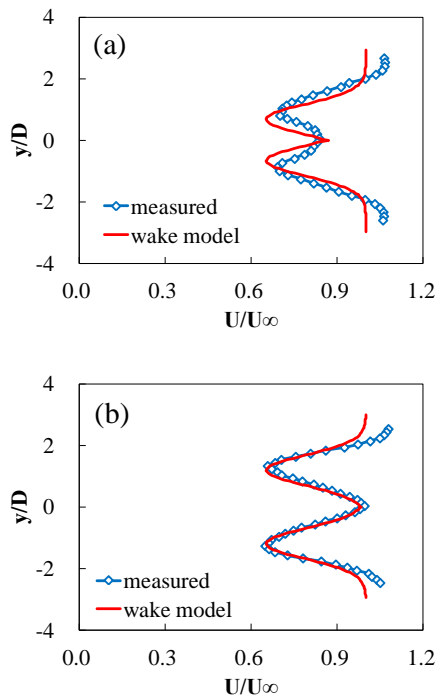 (a)
4
2
0
-2
-4
y/D
measured
wake model
0.0 0.3 0.6 0.9 1.2
U/U∞
(b)
4
2
0
-2
-4
y/D
measured
wake model
0.0 0.3 0.6 0.9 1.2
U/U∞